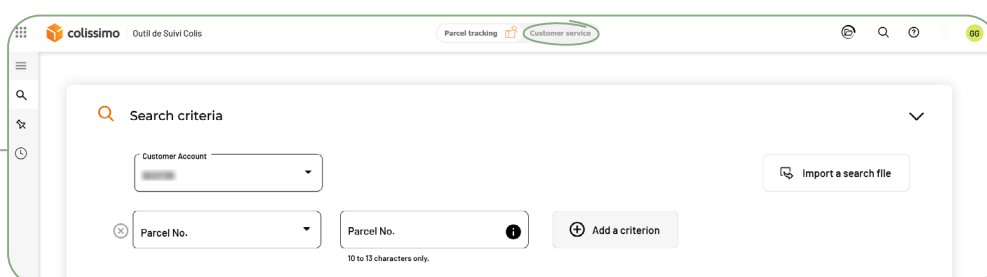 colissimo Outil de Suivi Colis Parcel tracking Customer service GG
Search criteria
Customer Account
Import a search file
Parcel No. Parcel No. Add a criterion
10 to 13 characters only.